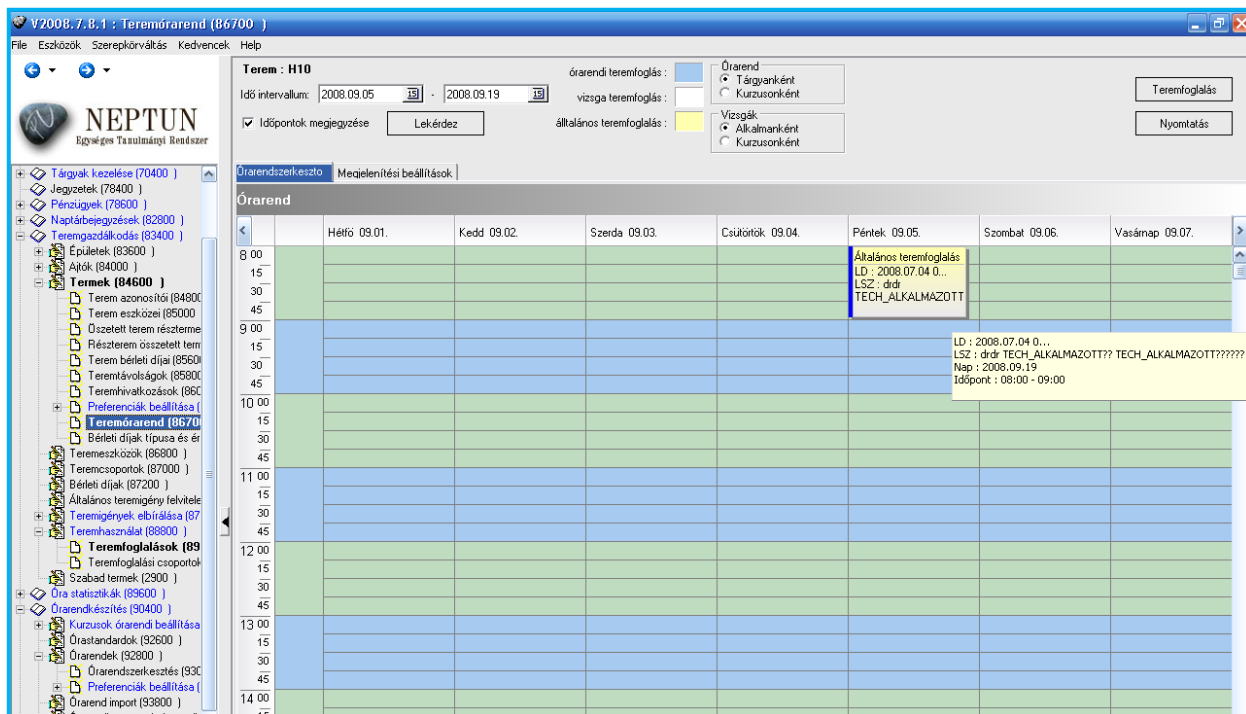 V2008.7.8.1 : Teremórarend (86700  )
File Eszközök Szerepkörváltás Kedvencek Help
NEPTUN
Egységes Tanulmányi Rendszer
Tárgyak kezelése (70400  )
Jegyzetek (78400  )
Pénzügyek (78600  )
Naptárbejegyzések (82800  )
Teremgazdálkodás (83400  )
Épületek (83600  )
Ajtók (84000  )
Termek (84600  )
Terem azonosítói (84800
Terem eszközei (85000
Öszetett terem részterme
Részterem összetett term
Terem bérleti díjai (8560
Teremtávolságok (85800
Teremhivatkozások (860
Preferenciák beállítása (
Teremórarend (8670
Bérleti díjak típusa és ér
Teremeszközök (86800  )
Teremcsoportok (87000  )
Bérleti díjak (87200  )
Általános teremigény felvitele
Teremigények elbírálása (87
Teremhasználat (88800  )
Teremfoglalások (89
Teremfoglalási csoportok
Szabad termek (2900  )
Óra statisztikák (89600  )
Órarendkészítés (90400  )
Kurzusok órarendi beállítása
Órastandardok (92600  )
Órarendek (92800  )
Órarendszerkesztés (930
Preferenciák beállítása (
Órarend import (93800  )
Terem : H10
Idő intervallum: 2008.09.05 15 - 2008.09.19 15
Időpontok megjegyzése Lekérdez
órarendi teremfoglás :
vizsga teremfoglás :
álltalános teremfoglalás :
Órarend
Tárgyanként
Kurzusonként
Vizsgák
Alkalmanként
Kurzusonként
Teremfoglalás
Nyomtatás
Órarendszerkeszto Megjelenítési beállítások
Órarend
Hétfő 09.01. Kedd 09.02. Szerda 09.03. Csütörtök 09.04. Péntek 09.05. Szombat 09.06. Vasárnap 09.07.
8 00
15
30
45
9 00
15
30
45
10 00
15
30
45
11 00
15
30
45
12 00
15
30
45
13 00
15
30
45
14 00
15
Általános teremfoglalás
LD : 2008.07.04 0...
LSZ : drdr
TECH_ALKALMAZOTT
LD : 2008.07.04 0...
LSZ : drdr TECH_ALKALMAZOTT?? TECH_ALKALMAZOTT??????
Nap : 2008.09.19
Időpont : 08:00 - 09:00